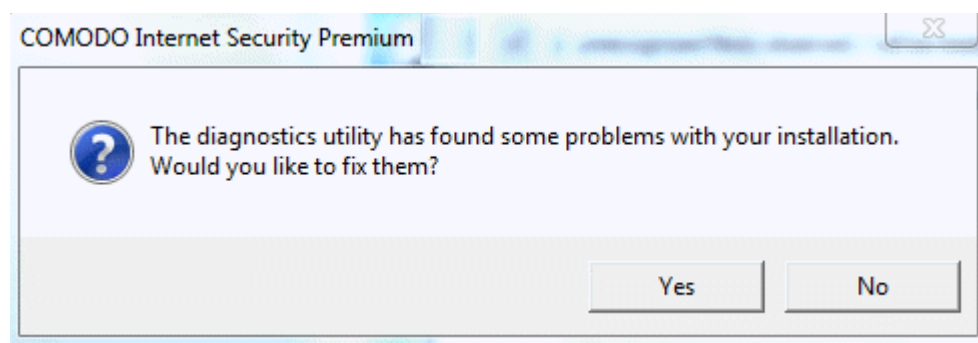 COMODO Internet Security Premium
The diagnostics utility has found some problems with your installation.
Would you like to fix them?
Yes No